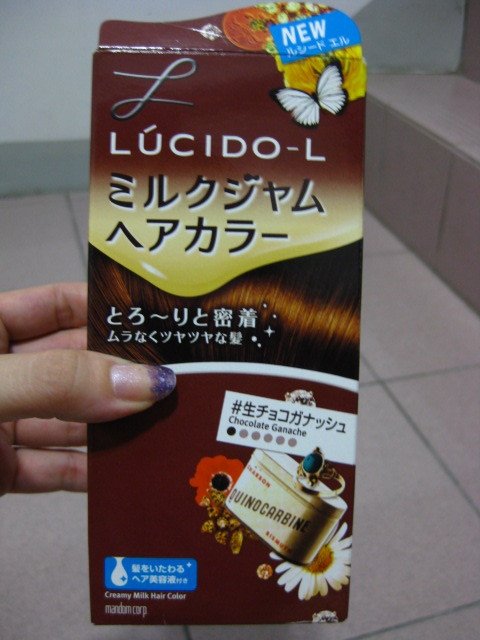 NEW
ルシード エル
LÚCIDO-L
ミルクジャム
ヘアカラー
とろ〜りと密着
ムラなくツヤツヤな髪
#生チョコガナッシュ
Chocolate Ganache
QUINOCARBINE
髪をいたわる
ヘア美容液付き
Creamy Milk Hair Color
mandom corp.